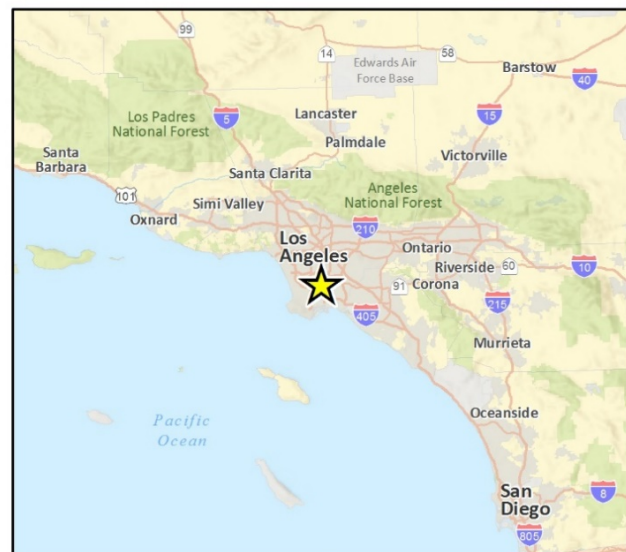 99
14
58
Edwards Air
Force Base
Barstow
40
Los Padres
National Forest
5
Lancaster
15
Palmdale
Santa
Barbara
Victorville
Santa Clarita
101
Simi Valley
Angeles
National Forest
Oxnard
210
Los
Angeles
Ontario
Riverside
60
10
91
Corona
405
215
Murrieta
Pacific
Ocean
Oceanside
San
Diego
8
805